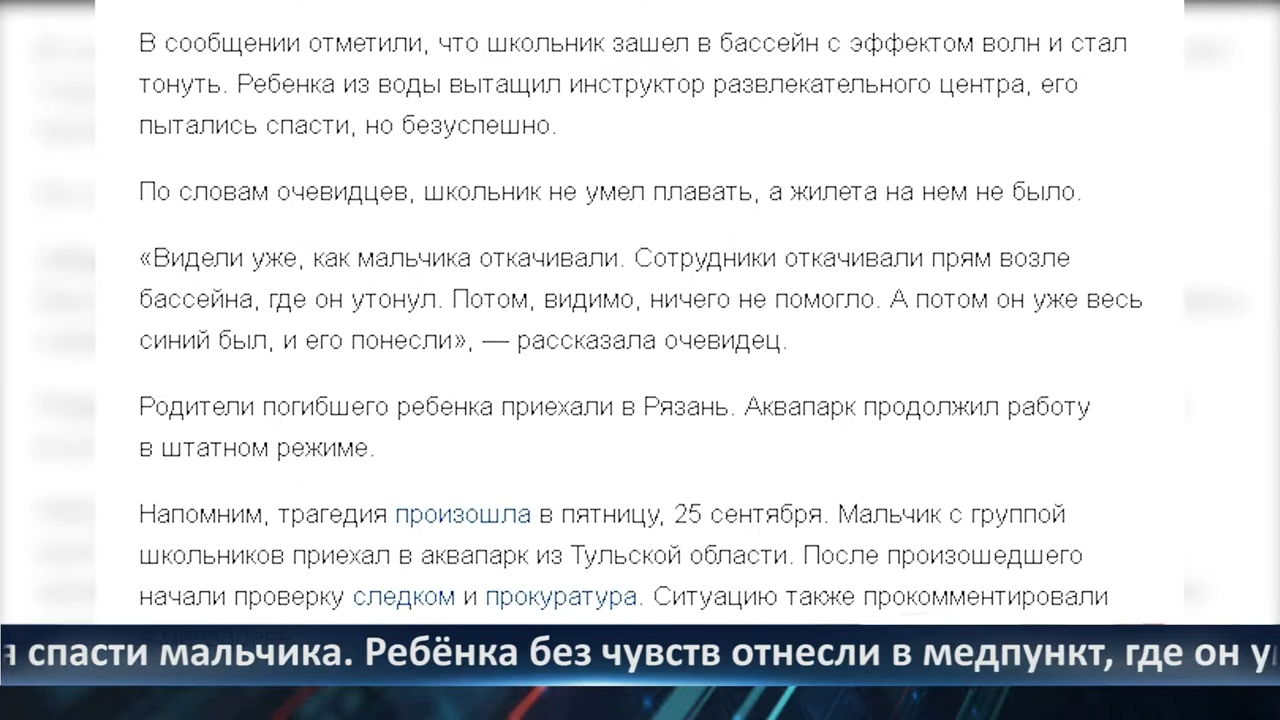 В сообщении отметили, что школьник зашел в бассейн с эффектом волн и стал
тонуть. Ребенка из воды вытащил инструктор развлекательного центра, его
пытались спасти, но безуспешно.
По словам очевидцев, школьник не умел плавать, а жилета на нем не было.
«Видели уже, как мальчика откачивали. Сотрудники откачивали прям возле
бассейна, где он утонул. Потом, видимо, ничего не помогло. А потом он уже весь
синий был, и его понесли», — рассказала очевидец.
Родители погибшего ребенка приехали в Рязань. Аквапарк продолжил работу
в штатном режиме.
Напомним, трагедия произошла в пятницу, 25 сентября. Мальчик с группой
школьников приехал в аквапарк из Тульской области. После произошедшего
начали проверку следком и прокуратура. Ситуацию также прокомментировали
спасти мальчика. Ребёнка без чувств отнесли в медпункт, где он